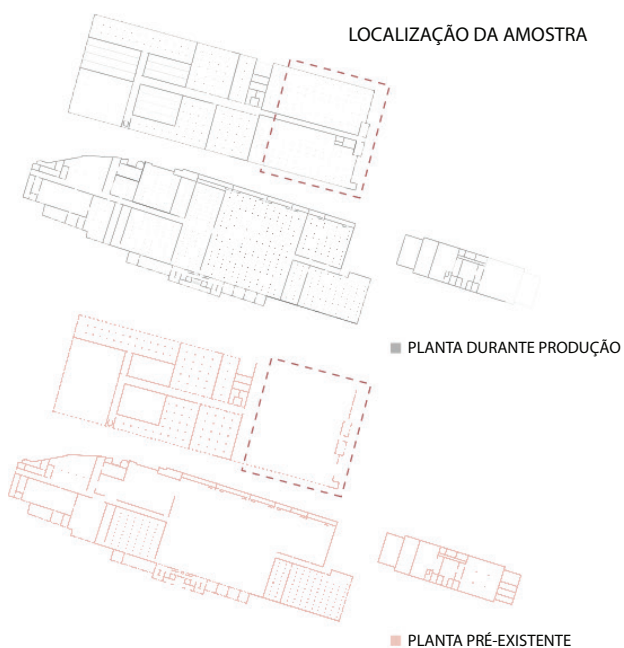 LOCALIZAÇÃO DA AMOSTRA
PLANTA DURANTE PRODUÇÃO
PLANTA PRÉ-EXISTENTE